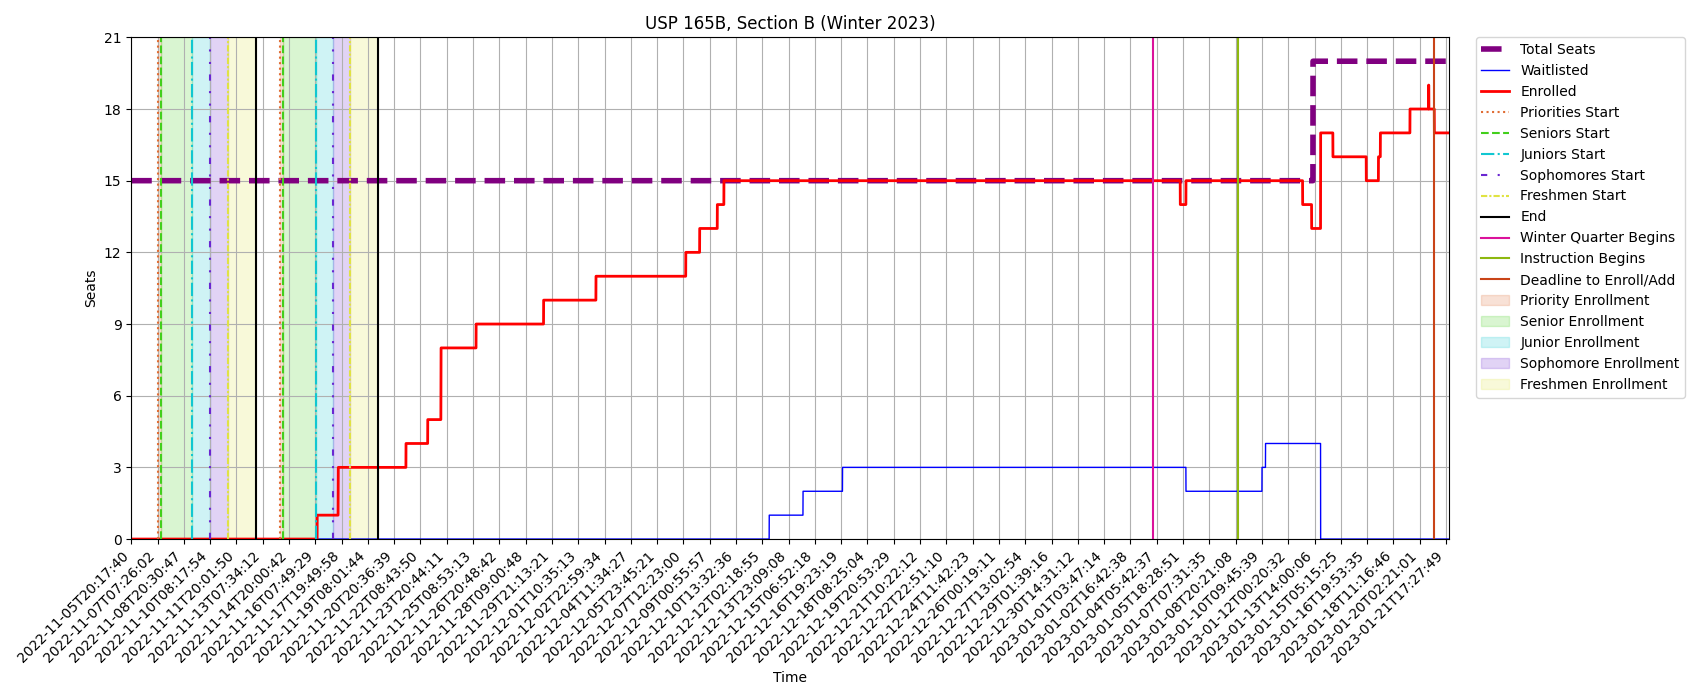 USP 165B, Section B (Winter 2023)
21
18
15
12
9
6
3
0
Seats
2022-11-05T20:17:40
2022-11-07T07:26:02
2022-11-08T20:30:47
2022-11-10T08:17:54
2022-11-11T20:01:50
2022-11-13T07:34:12
2022-11-14T20:00:42
2022-11-16T07:49:29
2022-11-17T19:49:58
2022-11-19T08:01:44
2022-11-20T20:36:39
2022-11-22T08:43:50
2022-11-23T20:44:11
2022-11-25T08:53:13
2022-11-26T20:48:42
2022-11-28T09:00:48
2022-11-29T21:13:21
2022-12-01T10:35:13
2022-12-02T22:59:34
2022-12-04T11:34:27
2022-12-05T23:45:21
2022-12-07T12:23:00
2022-12-09T00:55:57
2022-12-10T13:32:36
2022-12-12T02:18:55
2022-12-13T23:09:08
2022-12-15T06:52:18
2022-12-16T19:23:19
2022-12-18T08:25:04
2022-12-19T20:53:29
2022-12-21T10:22:12
2022-12-22T22:51:10
2022-12-24T11:42:23
2022-12-26T00:19:11
2022-12-27T13:02:54
2022-12-29T01:39:16
2022-12-30T14:31:12
2023-01-01T03:47:14
2023-01-02T16:42:38
2023-01-04T05:42:37
2023-01-05T18:28:51
2023-01-07T07:31:35
2023-01-08T20:21:08
2023-01-10T09:45:39
2023-01-12T00:20:32
2023-01-13T14:00:06
2023-01-15T05:15:25
2023-01-16T19:53:35
2023-01-18T11:16:46
2023-01-20T02:21:01
2023-01-21T17:27:49
Time
Total Seats
Waitlisted
Enrolled
Priorities Start
Seniors Start
Juniors Start
Sophomores Start
Freshmen Start
End
Winter Quarter Begins
Instruction Begins
Deadline to Enroll/Add
Priority Enrollment
Senior Enrollment
Junior Enrollment
Sophomore Enrollment
Freshmen Enrollment